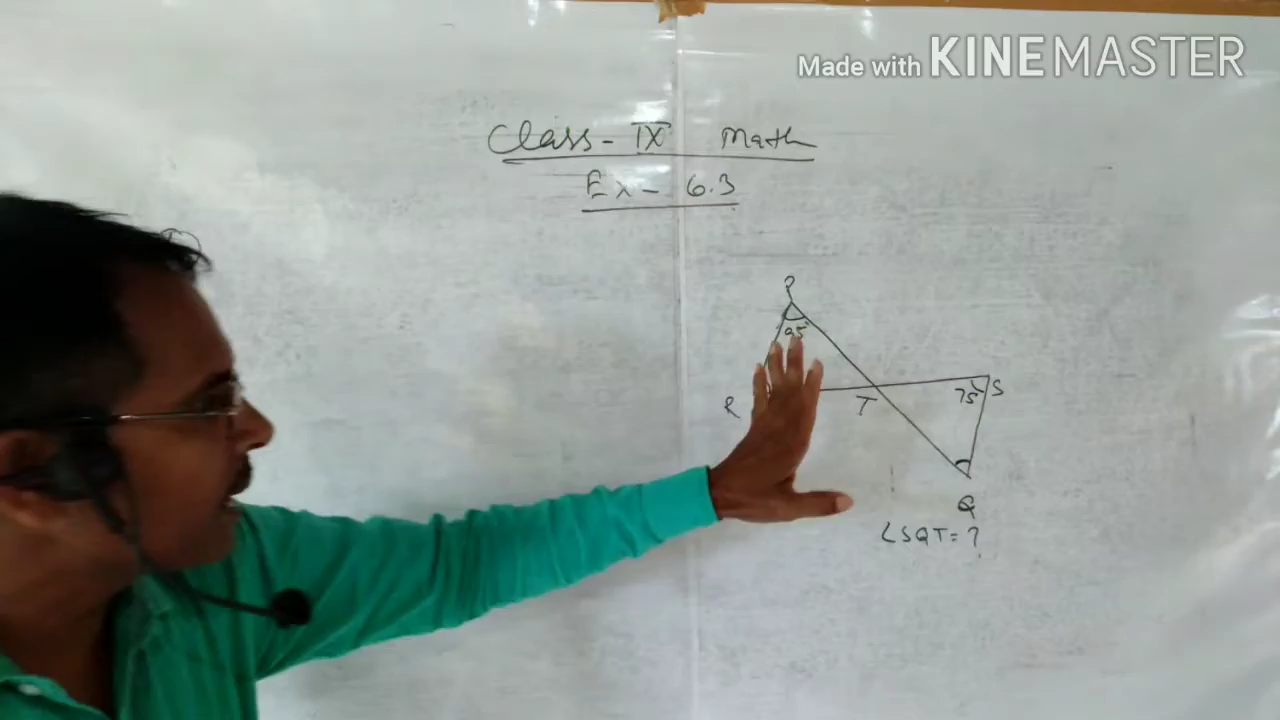 Made with KINEMASTER
Class - IX Math
Ex - 6.3
P
95°
R
T
75°
S
Q
∠SQT = ?